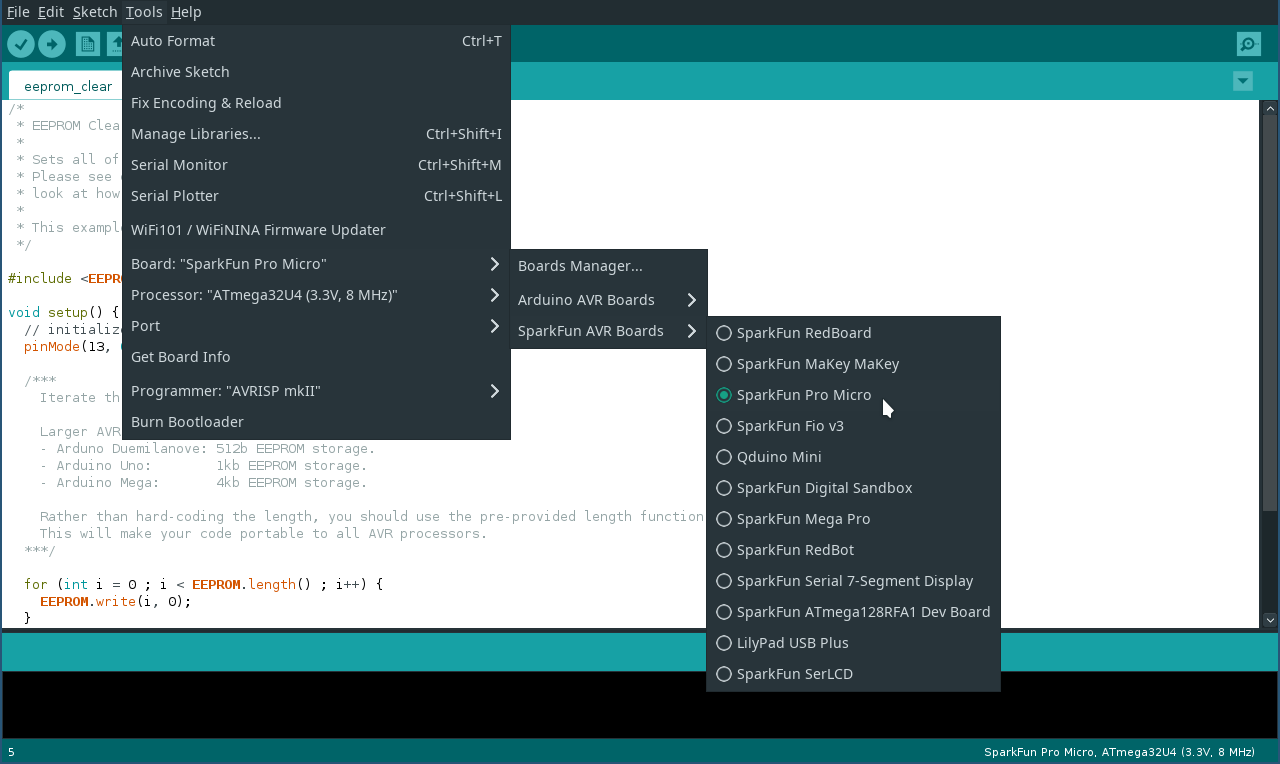 File Edit Sketch Tools Help
Auto Format Ctrl+T
Archive Sketch
Fix Encoding & Reload
Manage Libraries... Ctrl+Shift+I
Serial Monitor Ctrl+Shift+M
Serial Plotter Ctrl+Shift+L
WiFi101 / WiFiNINA Firmware Updater
Board: "SparkFun Pro Micro"
Processor: "ATmega32U4 (3.3V, 8 MHz)"
Port
Get Board Info
Programmer: "AVRISP mkII"
Burn Bootloader
Boards Manager...
Arduino AVR Boards
SparkFun AVR Boards
SparkFun RedBoard
SparkFun MaKey MaKey
SparkFun Pro Micro
SparkFun Fio v3
Qduino Mini
SparkFun Digital Sandbox
SparkFun Mega Pro
SparkFun RedBot
SparkFun Serial 7-Segment Display
SparkFun ATmega128RFA1 Dev Board
LilyPad USB Plus
SparkFun SerLCD
eeprom_clear
/*
* EEPROM Clea
*
* Sets all of
* Please see
* look at how
*
* This example
*/
#include <EEPR
void setup() {
// initialize
pinMode(13,
/***
Iterate th
Larger AVR
- Arduno Duemilanove: 512b EEPROM storage.
- Arduino Uno: 1kb EEPROM storage.
- Arduino Mega: 4kb EEPROM storage.
Rather than hard-coding the length, you should use the pre-provided length function
This will make your code portable to all AVR processors.
***/
for (int i = 0 ; i < EEPROM.length() ; i++) {
EEPROM.write(i, 0);
}
5 SparkFun Pro Micro, ATmega32U4 (3.3V, 8 MHz)